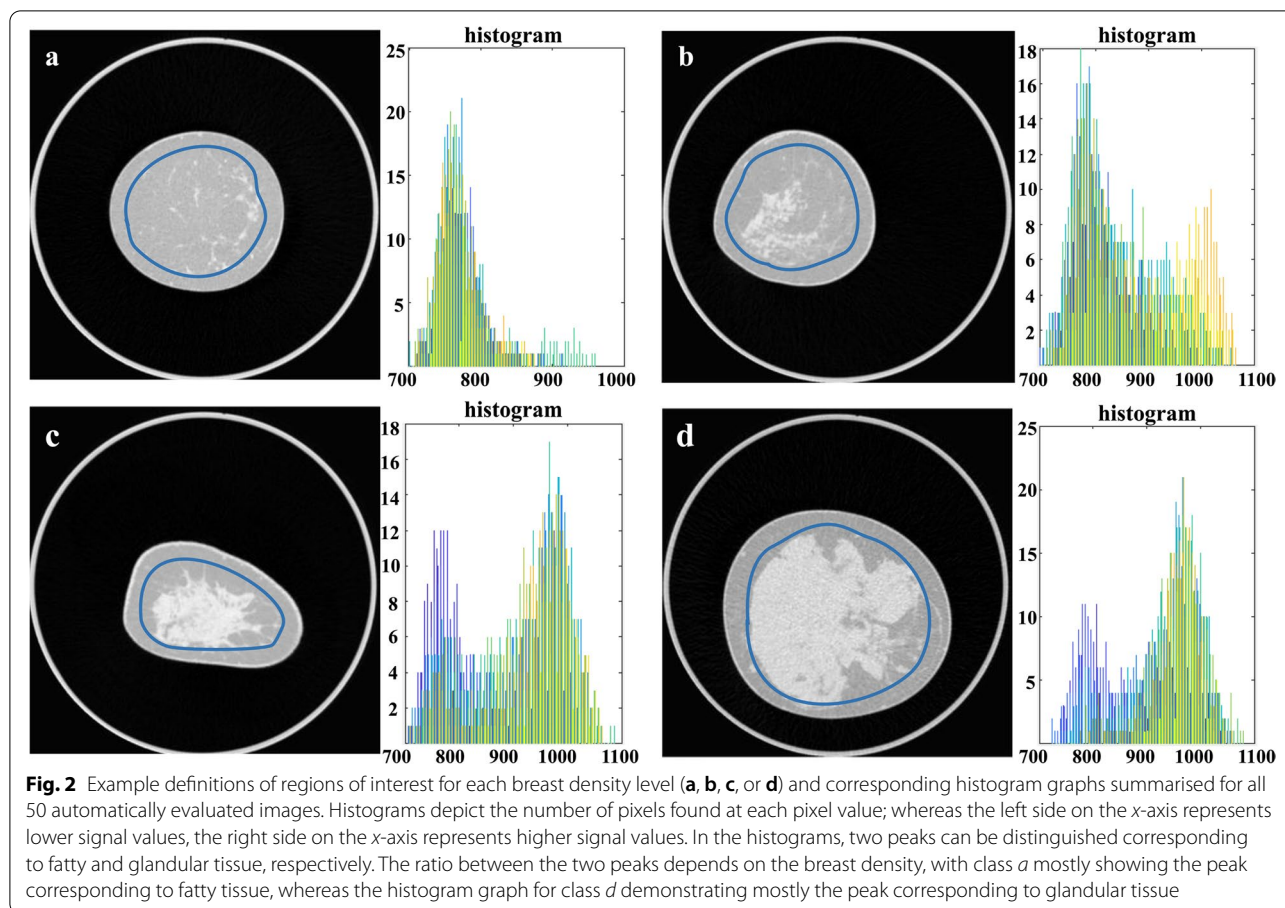 a
histogram
25
20
15
10
5
700 800 900 1000
b
histogram
18
16
14
12
10
8
6
4
2
700 800 900 1000 1100
c
histogram
18
16
14
12
10
8
6
4
2
700 800 900 1000 1100
d
histogram
25
20
15
10
5
700 800 900 1000 1100
Fig. 2 Example definitions of regions of interest for each breast density level (a, b, c, or d) and corresponding histogram graphs summarised for all
50 automatically evaluated images. Histograms depict the number of pixels found at each pixel value; whereas the left side on the x-axis represents
lower signal values, the right side on the x-axis represents higher signal values. In the histograms, two peaks can be distinguished corresponding
to fatty and glandular tissue, respectively. The ratio between the two peaks depends on the breast density, with class a mostly showing the peak
corresponding to fatty tissue, whereas the histogram graph for class d demonstrating mostly the peak corresponding to glandular tissue